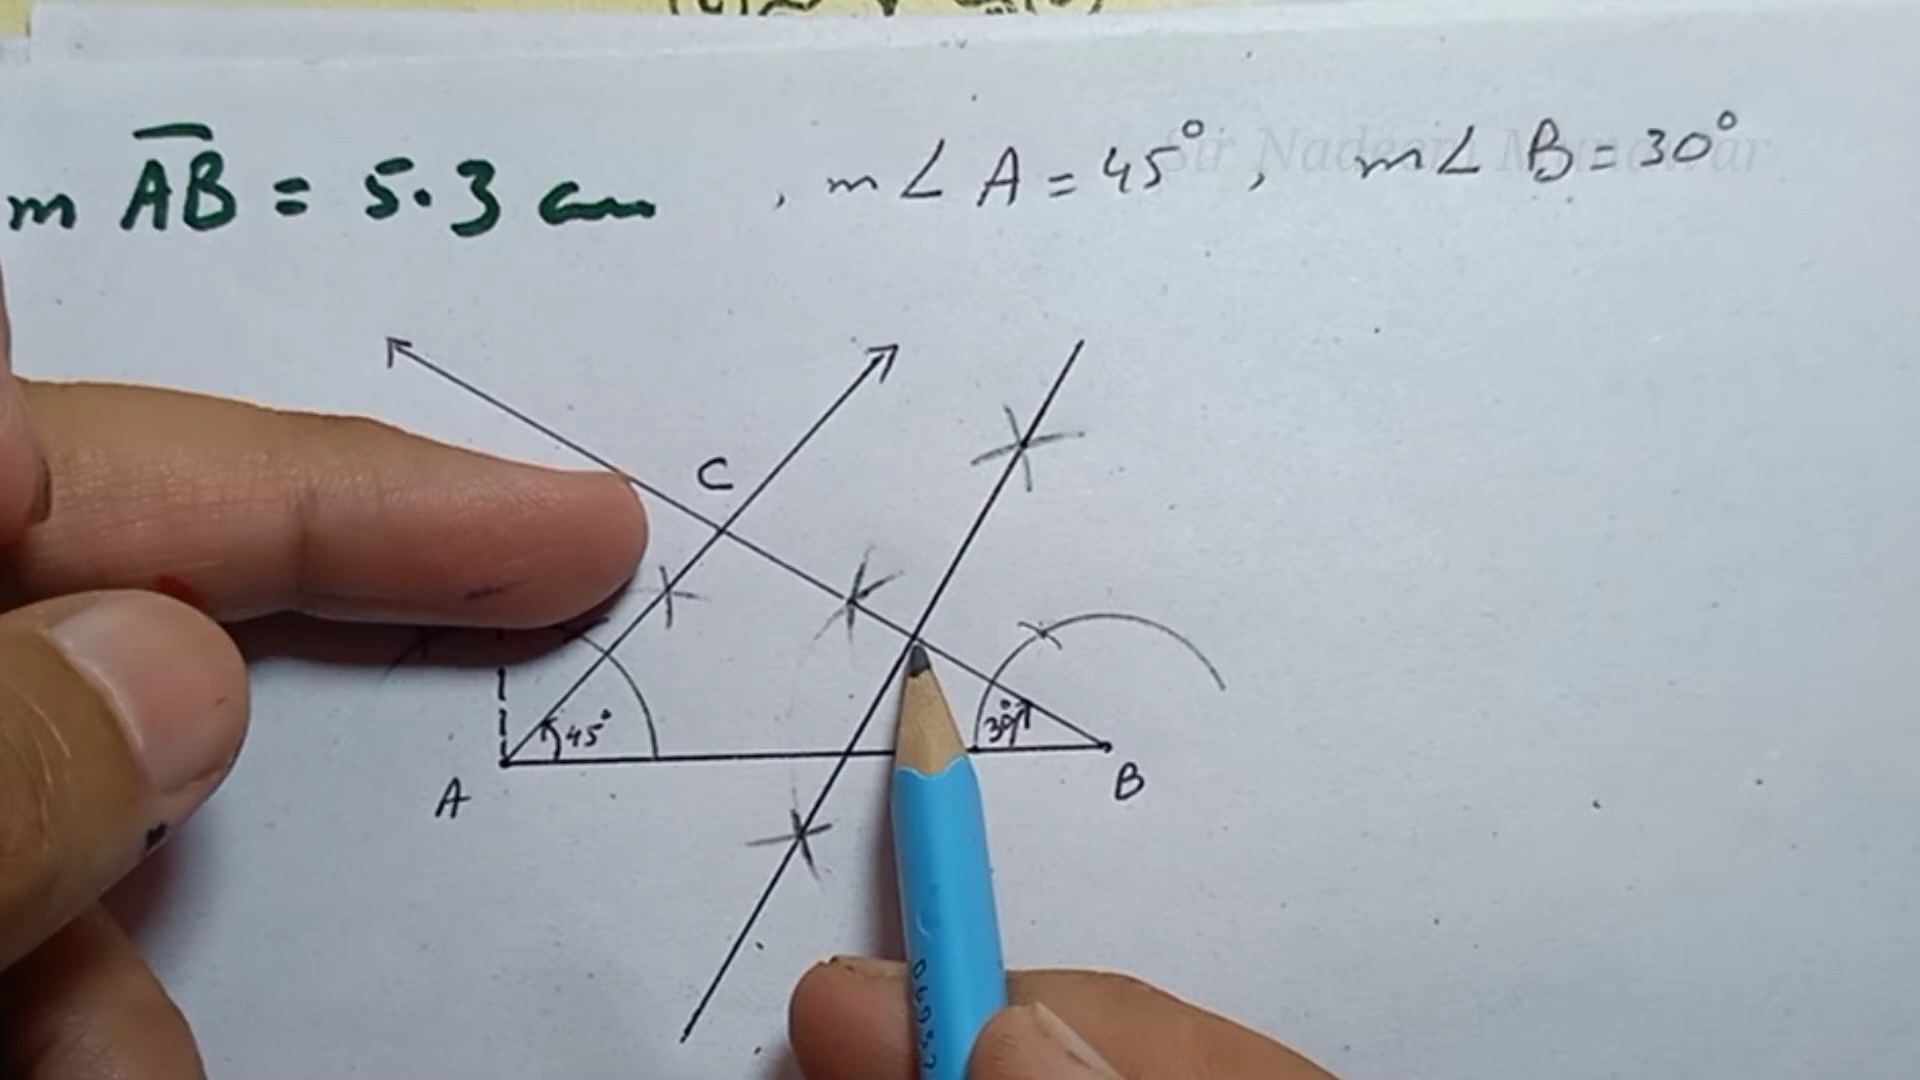 m AB = 5.3 cm , m∠A = 45°, m∠B = 30°
C
45°
30°
A
B